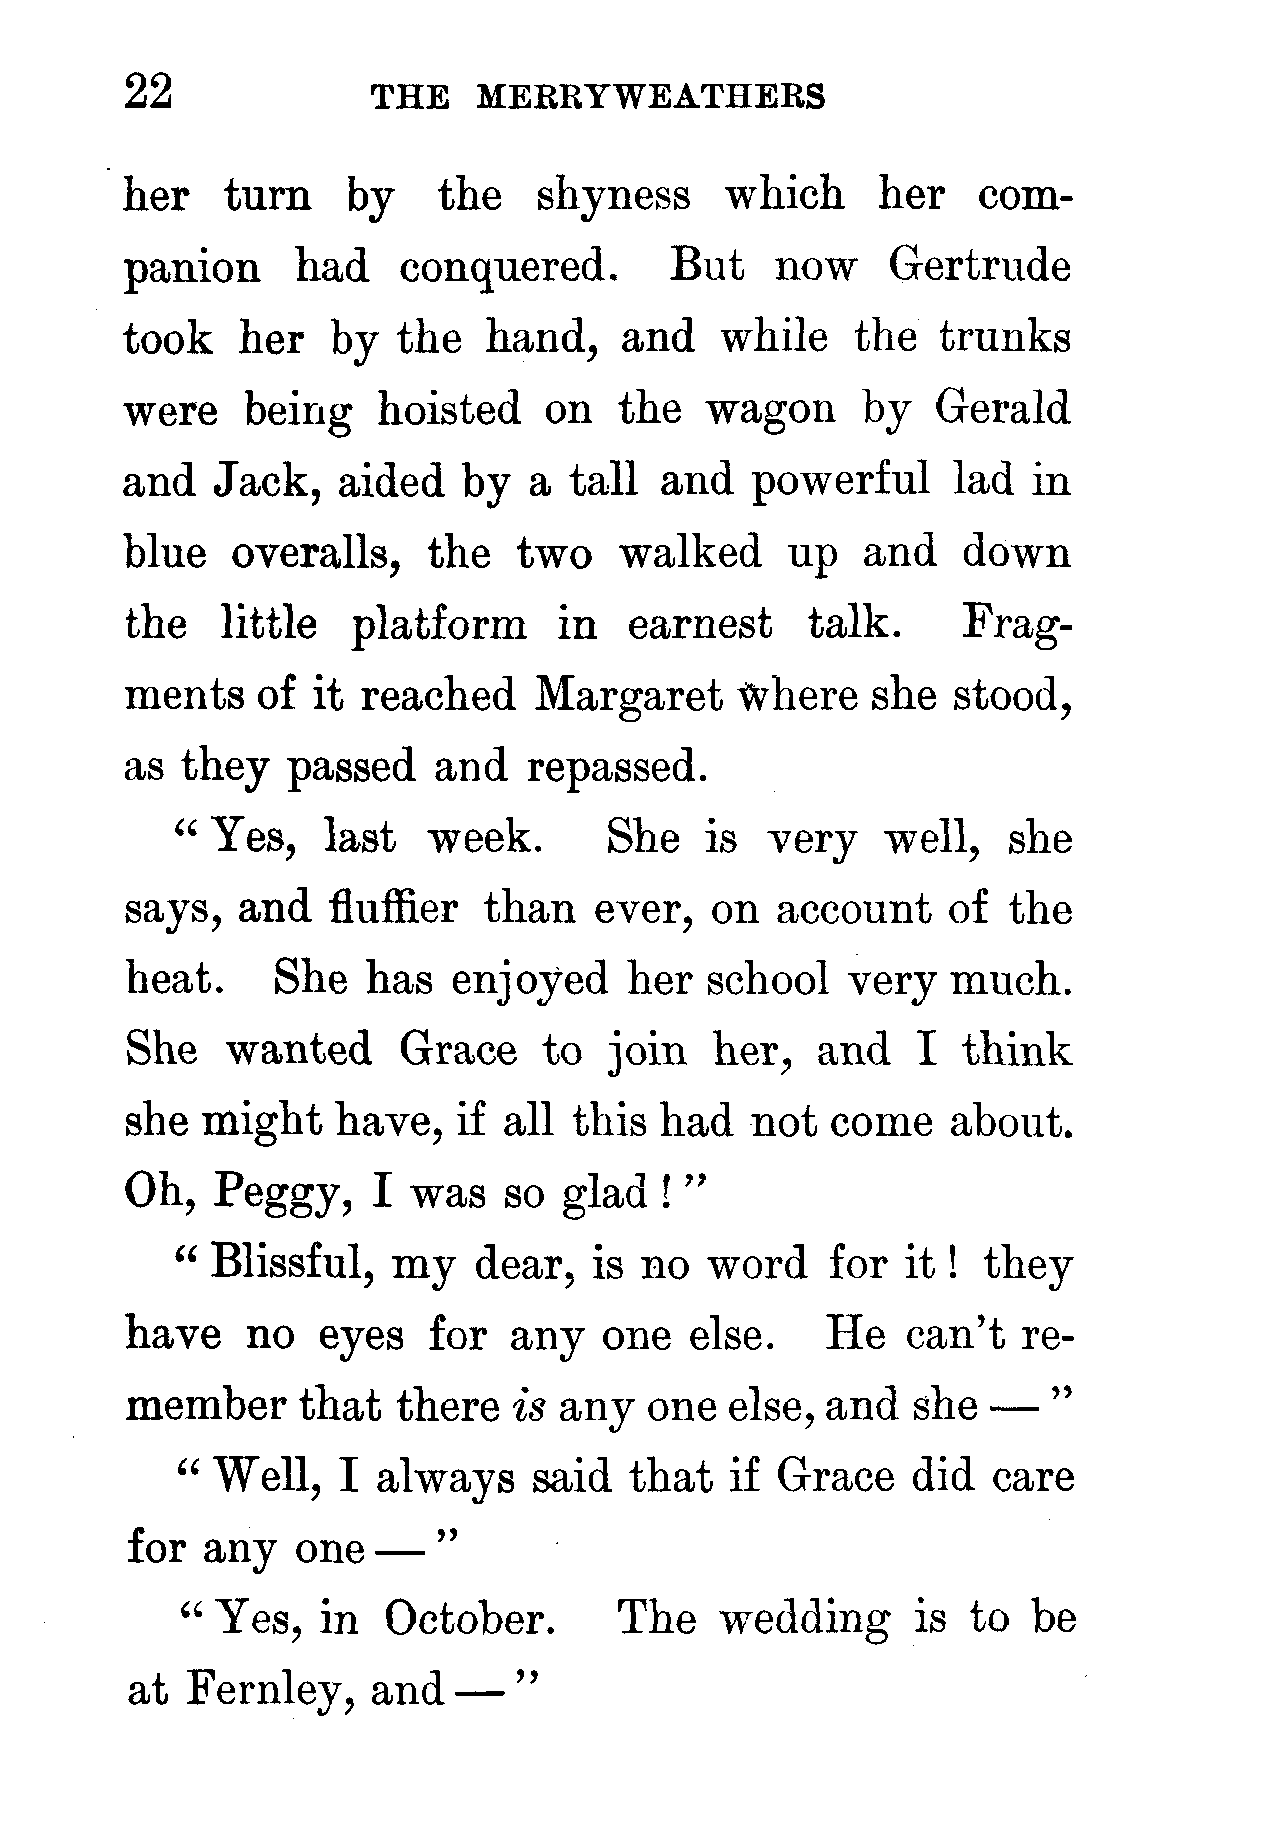 22 THE MERRYWEATHERS
her turn by the shyness which her com-
panion had conquered. But now Gertrude
took her by the hand, and while the trunks
were being hoisted on the wagon by Gerald
and Jack, aided by a tall and powerful lad in
blue overalls, the two walked up and down
the little platform in earnest talk. Frag-
ments of it reached Margaret where she stood,
as they passed and repassed.
“ Yes, last week. She is very well, she
says, and fluffier than ever, on account of the
heat. She has enjoyed her school very much.
She wanted Grace to join her, and I think
she might have, if all this had not come about.
Oh, Peggy, I was so glad ! ”
“ Blissful, my dear, is no word for it ! they
have no eyes for any one else. He can’t re-
member that there is any one else, and she — ”
“ Well, I always said that if Grace did care
for any one — ”
“ Yes, in October. The wedding is to be
at Fernley, and — ”